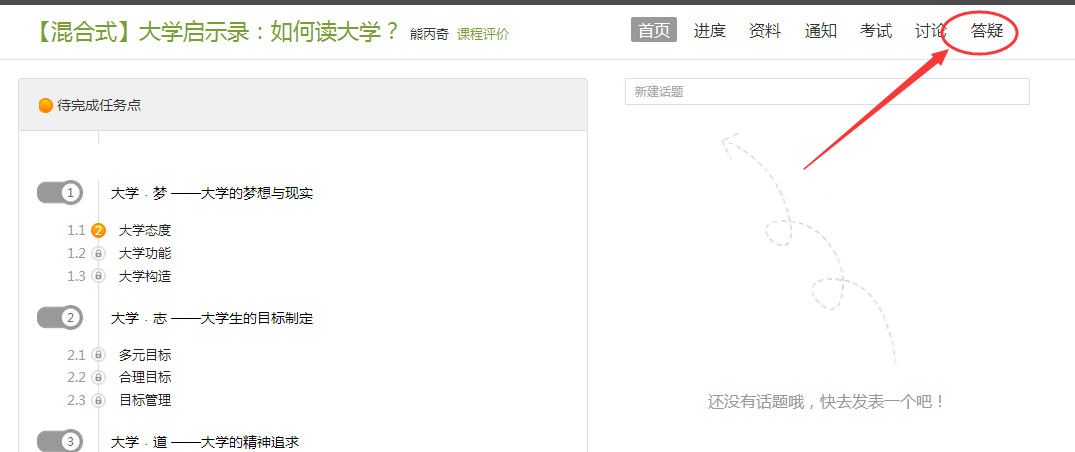 【混合式】大学启示录：如何读大学？ 熊丙奇 课程评价
首页 进度 资料 通知 考试 讨论 答疑
待完成任务点
新建话题
1 大学 . 梦 ——大学的梦想与现实
1.1 2 大学态度
1.2 大学功能
1.3 大学构造
2 大学 . 志 ——大学生的目标制定
2.1 多元目标
2.2 合理目标
2.3 目标管理
还没有话题哦，快去发表一个吧！
3 大学 . 道 ——大学的精神追求